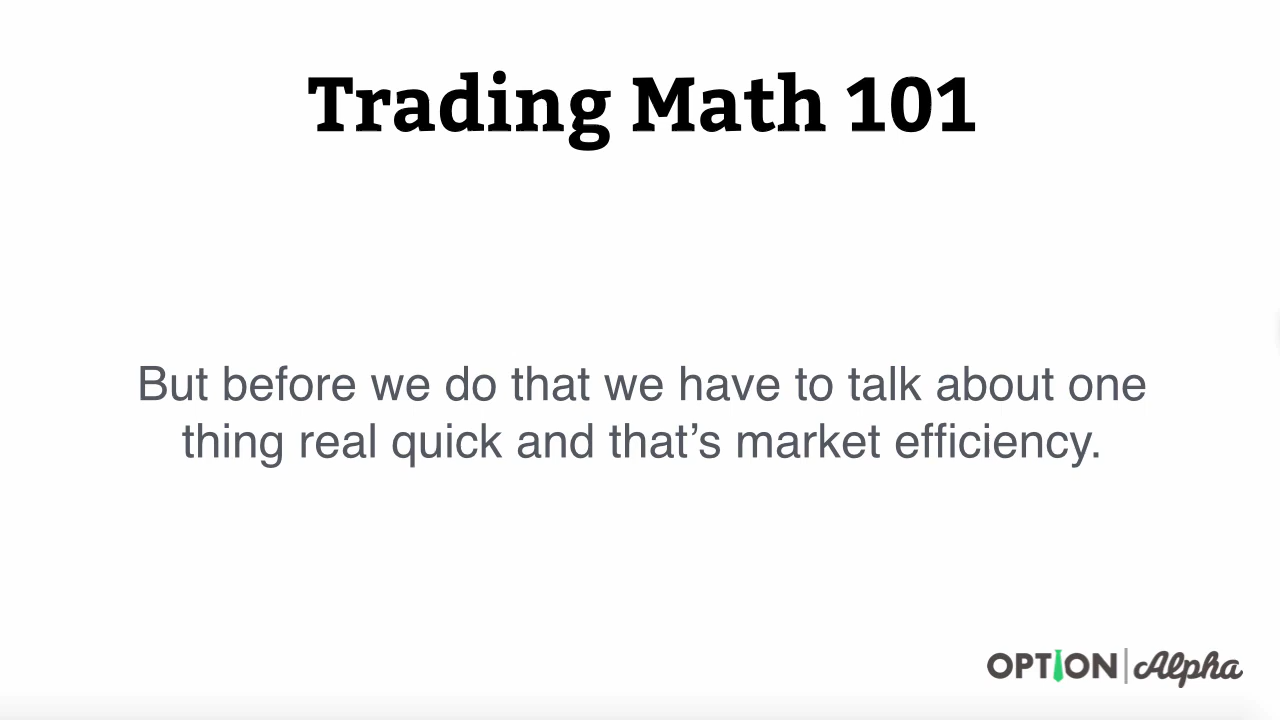 Trading Math 101
But before we do that we have to talk about one
thing real quick and that’s market efficiency.
OPTION | Alpha